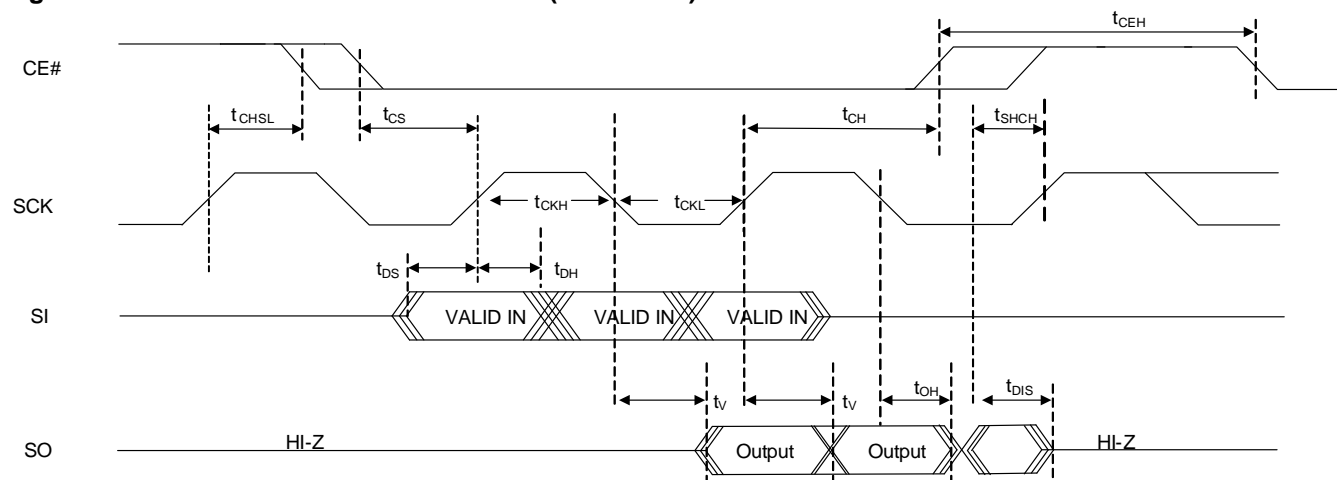 tCEH
CE#
tCHSL
tCS
tCH
tSHCH
SCK
tCKH
tCKL
tDS
tDH
SI
VALID IN
VALID IN
VALID IN
tV
tV
tOH
tDIS
SO
HI-Z
Output
Output
HI-Z